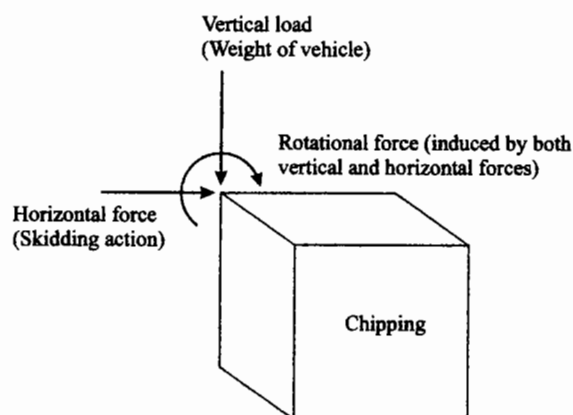 Vertical load
(Weight of vehicle)
Rotational force (induced by both
vertical and horizontal forces)
Horizontal force
(Skidding action)
Chipping